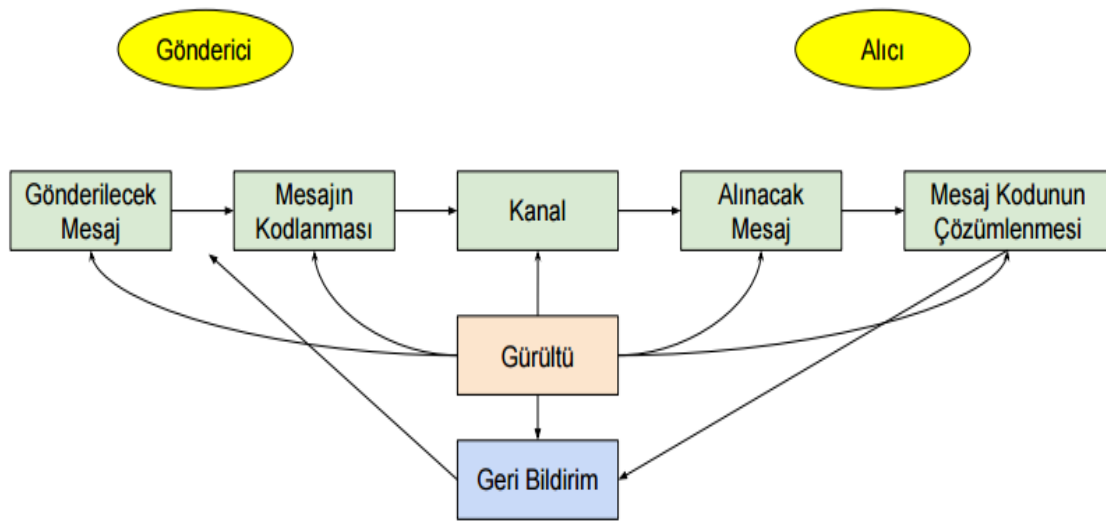 Gönderici
Alıcı
Gönderilecek
Mesaj
Mesajın
Kodlanması
Kanal
Alınacak
Mesaj
Mesaj Kodunun
Çözümlenmesi
Gürültü
Geri Bildirim